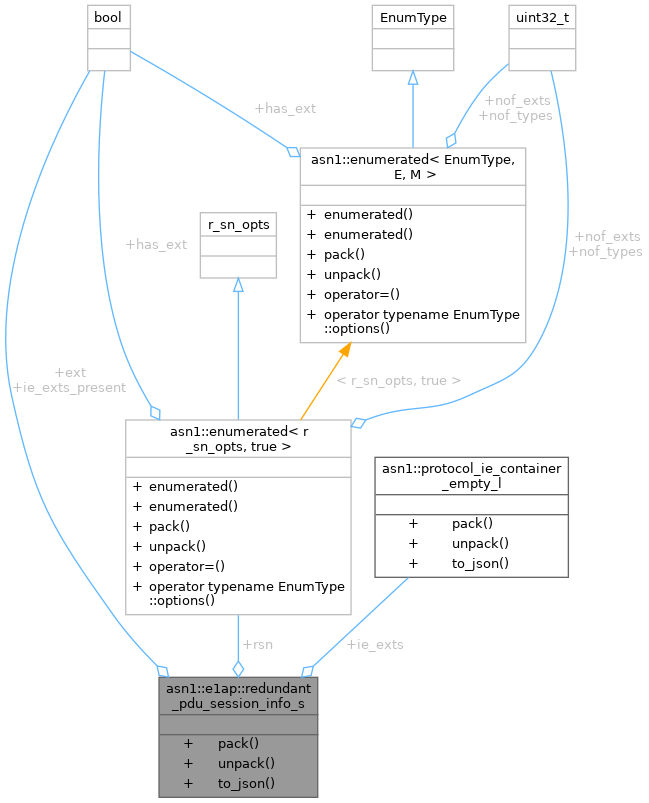 bool
EnumType
uint32_t
+has_ext
+nof_exts
+nof_types
asn1::enumerated< EnumType,
E, M >
+ enumerated()
+ enumerated()
+ pack()
+ unpack()
+ operator=()
+ operator typename EnumType
::options()
r_sn_opts
+has_ext
+nof_exts
+nof_types
+ext
+ie_exts_present
< r_sn_opts, true >
asn1::enumerated< r
_sn_opts, true >
+ enumerated()
+ enumerated()
+ pack()
+ unpack()
+ operator=()
+ operator typename EnumType
::options()
asn1::protocol_ie_container
_empty_l
+ pack()
+ unpack()
+ to_json()
+rsn
+ie_exts
asn1::e1ap::redundant
_pdu_session_info_s
+ pack()
+ unpack()
+ to_json()